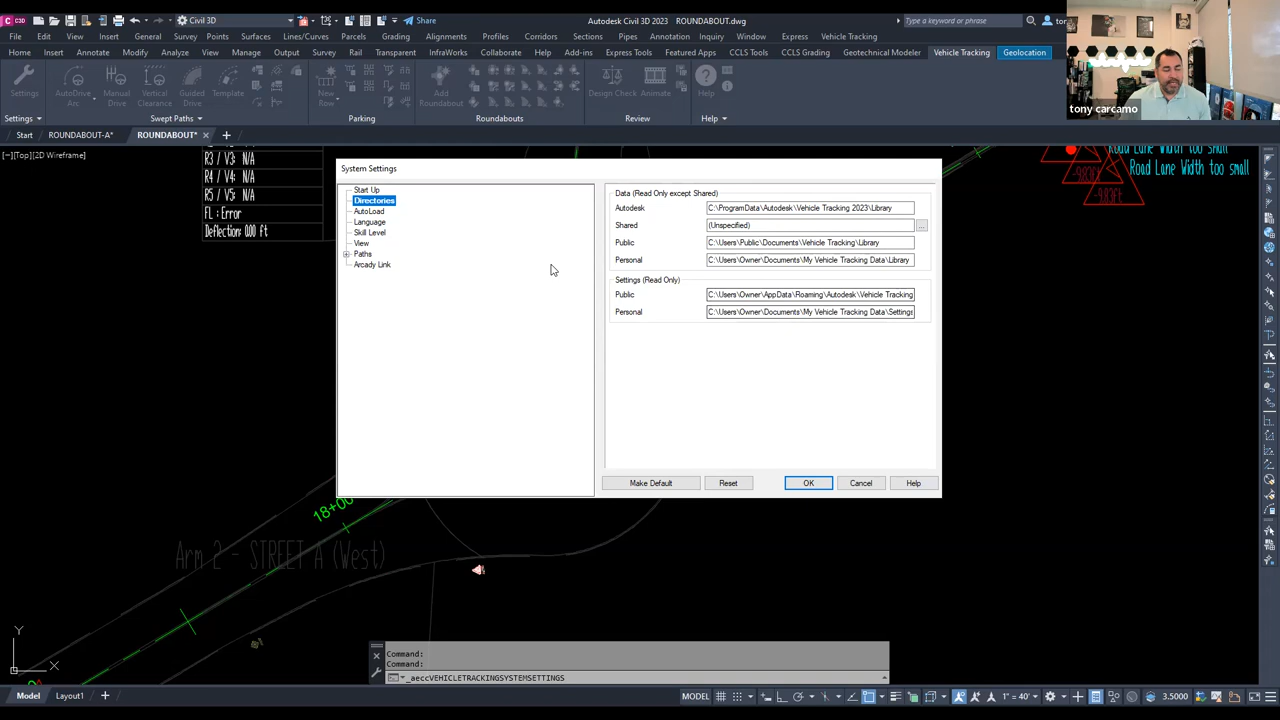 Civil 3D
Share
Autodesk Civil 3D 2023 ROUNDABOUT.dwg
Type a keyword or phrase
File Edit View Insert General Survey Points Surfaces Lines/Curves Parcels Grading Alignments Profiles Corridors Sections Pipes Annotation Inquiry Window Express Vehicle Tracking
Home Insert Annotate Modify Analyze View Manage Output Survey Rail Transparent InfraWorks Collaborate Help Add-ins Express Tools Featured Apps CCLS Tools CCLS Grading Geotechnical Modeler Vehicle Tracking Geolocation
Settings AutoDrive Arc Manual Drive Vertical Clearance Guided Drive Template New Row Add Roundabout Design Check Animate Help
Settings Swept Paths Parking Roundabouts Review Help
tony carcamo
Start ROUNDABOUT-A* ROUNDABOUT*
[-][Top][2D Wireframe]
R3 / V3: N/A
R4 / V4: N/A
R5 / V5: N/A
FL : Error
Deflection: 0.00 ft
Road Lane Width too small
Road Lane Width too small
-9.83ft
-9.83ft
System Settings
Start Up
Directories
AutoLoad
Language
Skill Level
View
Paths
Arcady Link
Data (Read Only except Shared)
Autodesk C:\ProgramData\Autodesk\Vehicle Tracking 2023\Library
Shared (Unspecified) ...
Public C:\Users\Public\Documents\Vehicle Tracking\Library
Personal C:\Users\Owner\Documents\My Vehicle Tracking Data\Library
Settings (Read Only)
Public C:\Users\Owner\AppData\Roaming\Autodesk\Vehicle Tracking
Personal C:\Users\Owner\Documents\My Vehicle Tracking Data\Settings
Make Default Reset OK Cancel Help
18+00
Arm 2 - STREET A (West)
Y
X
Command:
Command:
_aeccVEHICLETRACKINGSYSTEMSETTINGS
Model Layout1
MODEL 1" = 40' 3.5000